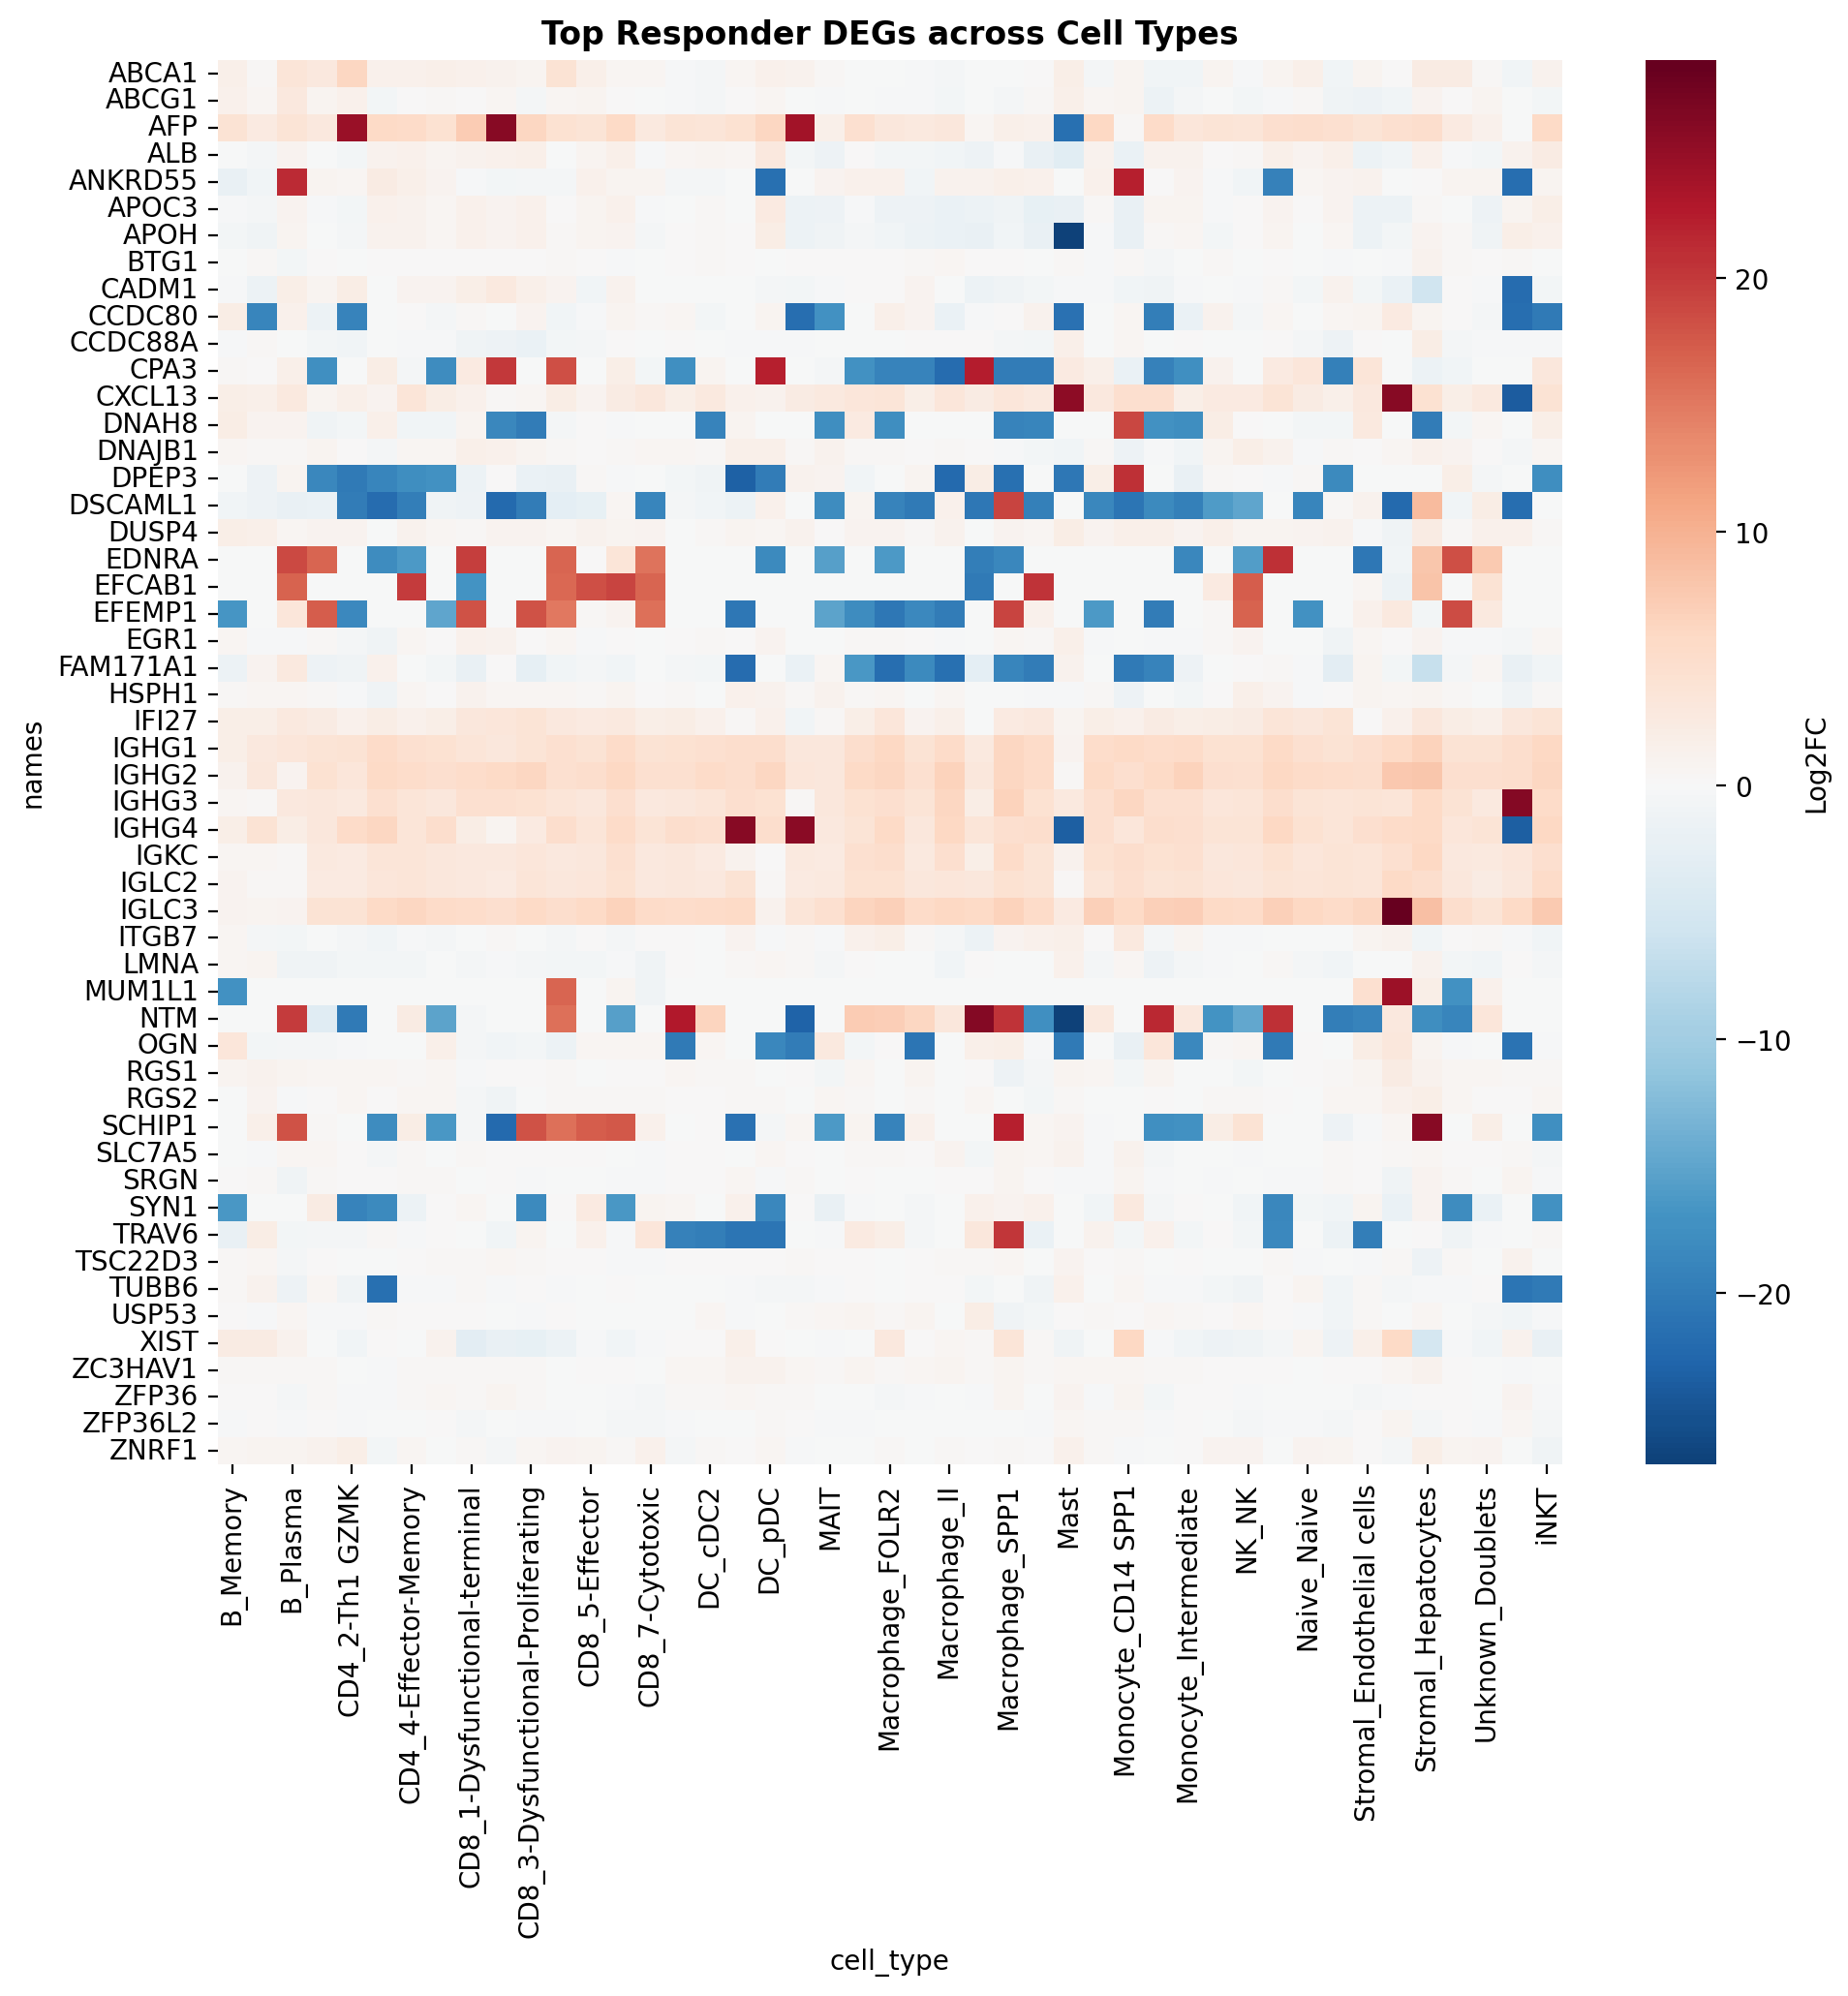 Top Responder DEGs across Cell Types
ABCA1
ABCG1
AFP
ALB
ANKRD55
APOC3
APOH
BTG1
CADM1
CCDC80
CCDC88A
CPA3
CXCL13
DNAH8
DNAJB1
DPEP3
DSCAML1
DUSP4
EDNRA
EFCAB1
EFEMP1
EGR1
FAM171A1
HSPH1
IFI27
IGHG1
IGHG2
IGHG3
IGHG4
IGKC
IGLC2
IGLC3
ITGB7
LMNA
MUM1L1
NTM
OGN
RGS1
RGS2
SCHIP1
SLC7A5
SRGN
SYN1
TRAV6
TSC22D3
TUBB6
USP53
XIST
ZC3HAV1
ZFP36
ZFP36L2
ZNRF1
names
B_Memory
B_Plasma
CD4_2-Th1 GZMK
CD4_4-Effector-Memory
CD8_1-Dysfunctional-terminal
CD8_3-Dysfunctional-Proliferating
CD8_5-Effector
CD8_7-Cytotoxic
DC_cDC2
DC_pDC
MAIT
Macrophage_FOLR2
Macrophage_II
Macrophage_SPP1
Mast
Monocyte_CD14 SPP1
Monocyte_Intermediate
NK_NK
Naive_Naive
Stromal_Endothelial cells
Stromal_Hepatocytes
Unknown_Doublets
iNKT
cell_type
20
10
0
−10
−20
Log2FC